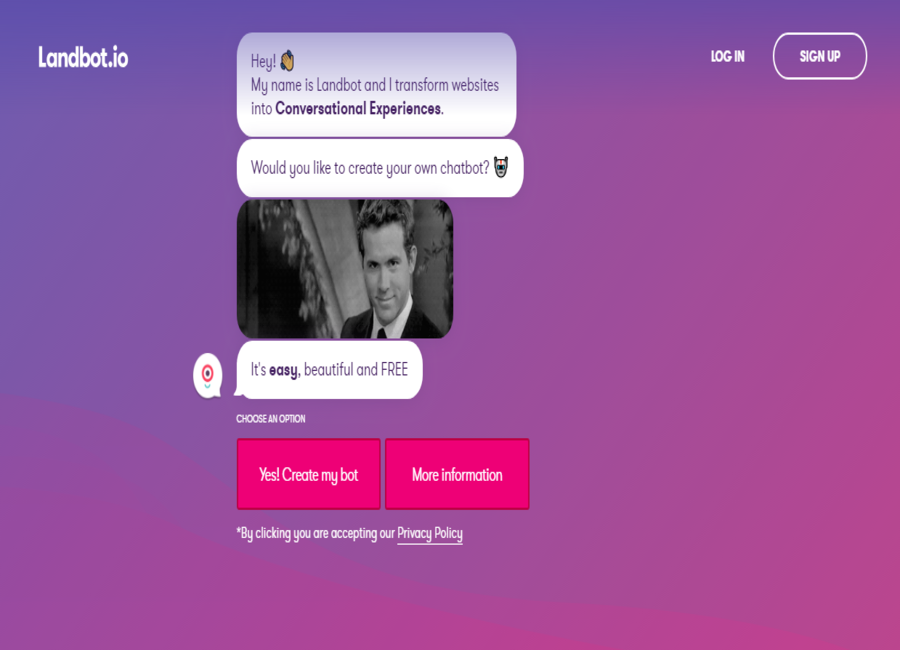 Landbot.io
LOG IN
SIGN UP
Hey! 👋
My name is Landbot and I transform websites
into Conversational Experiences.
Would you like to create your own chatbot?
It's easy, beautiful and FREE
CHOOSE AN OPTION
Yes! Create my bot
More information
*By clicking you are accepting our Privacy Policy